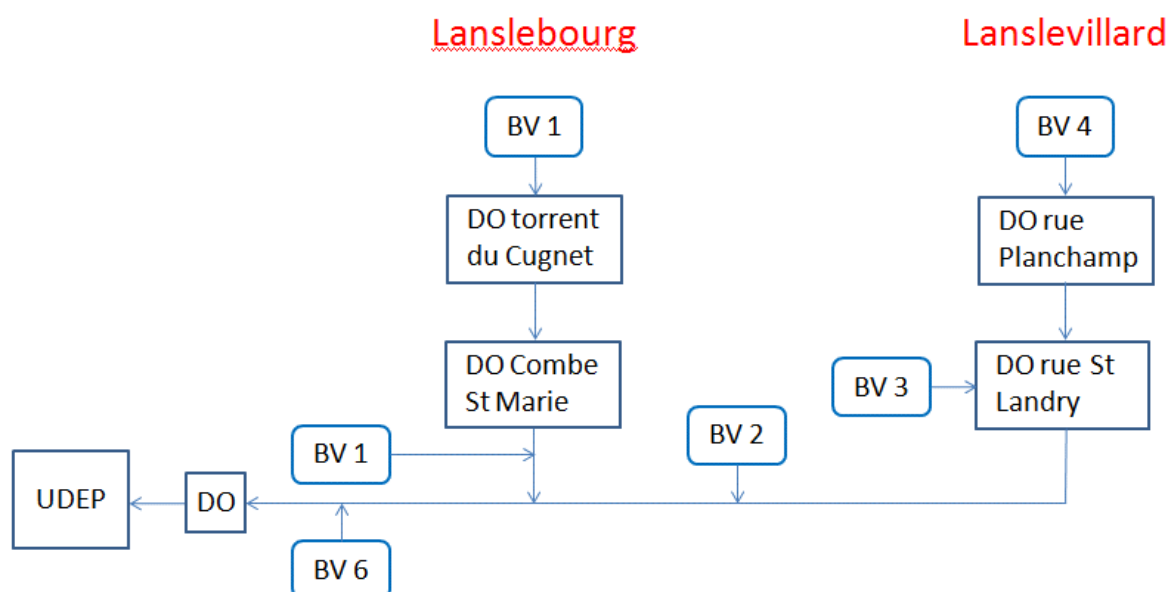 Lanslebourg
Lanslevillard
BV 1
BV 4
DO torrent
du Cugnet
DO rue
Planchamp
DO Combe
St Marie
DO rue St
Landry
BV 3
BV 2
BV 1
UDEP
DO
BV 6